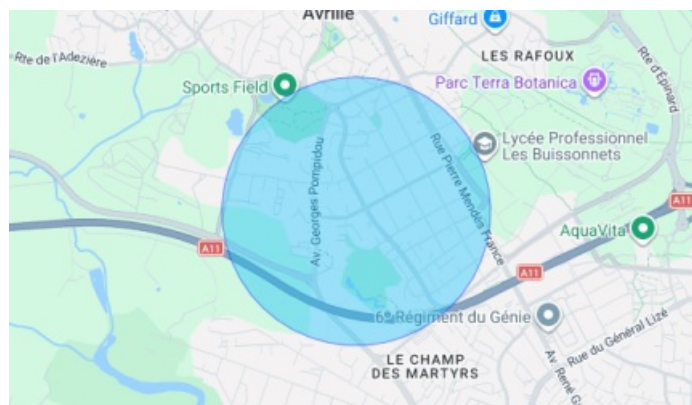 Avrillé
Giffard
LES RAFOUX
Rte de l'Adezière
Rte d'Épinard
Sports Field
Parc Terra Botanica
Lycée Professionnel
Les Buissonnets
Av. Georges Pompidou
Rue Pierre Mendès France
AquaVita
A11
A11
A11
6e Régiment du Génie
LE CHAMP
DES MARTYRS
Rue du Général Lizé
Av. René G